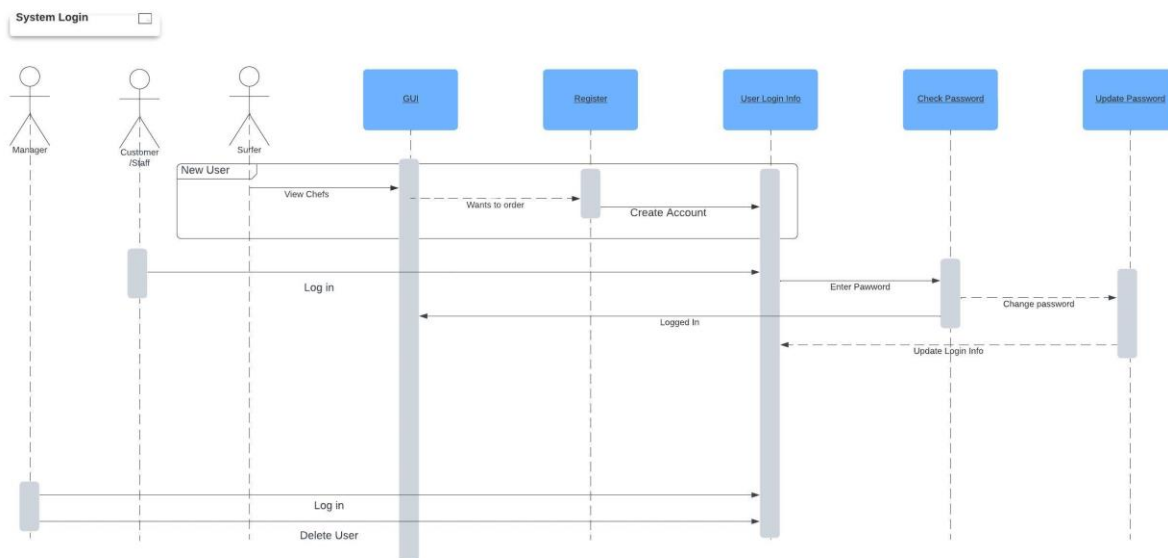 System Login
Manager
Customer
/Staff
Surfer
GUI
Register
User Login Info
Check Password
Update Password
New User
View Chefs
Wants to order
Create Account
Log in
Enter Pawword
Change password
Logged In
Update Login Info
Log in
Delete User